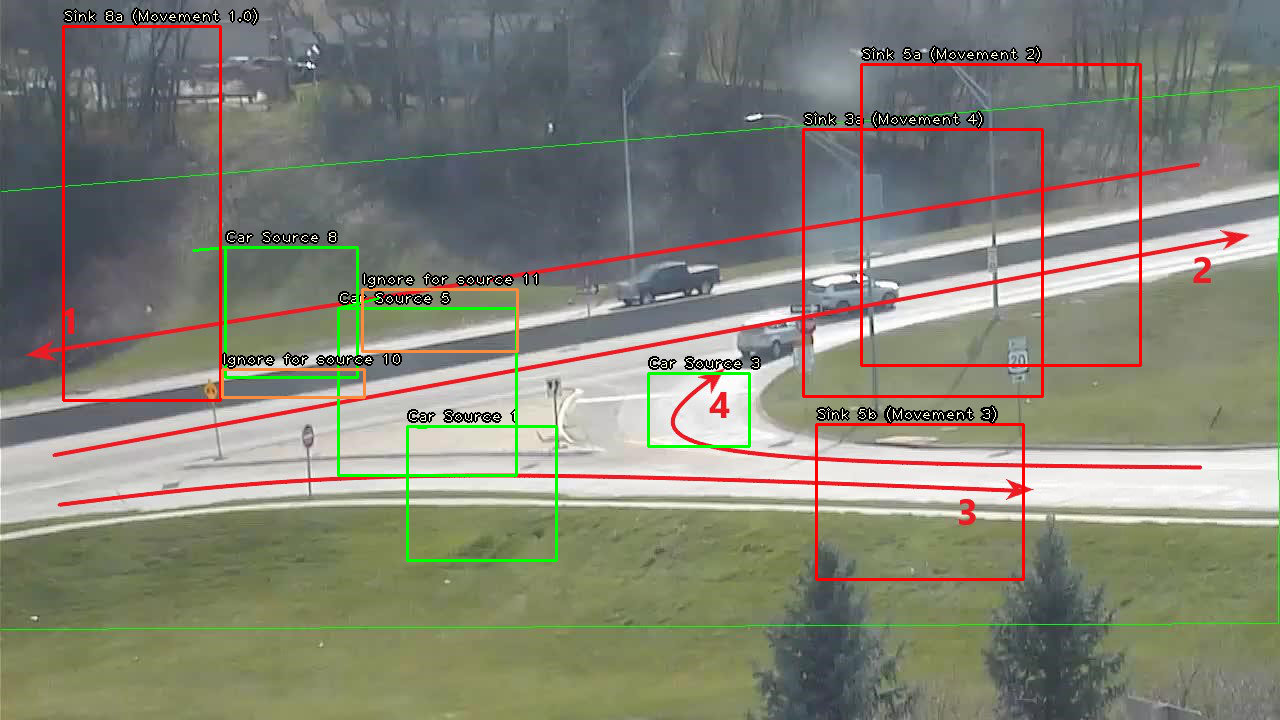 Sink 8a (Movement 1.0)
Sink 5a (Movement 2)
Sink 3a (Movement 4)
Car Source 8
Ignore for source 11
Car Source 5
2
1
Ignore for source 10
Car Source 3
20
4
Car Source 1
Sink 5b (Movement 3)
3